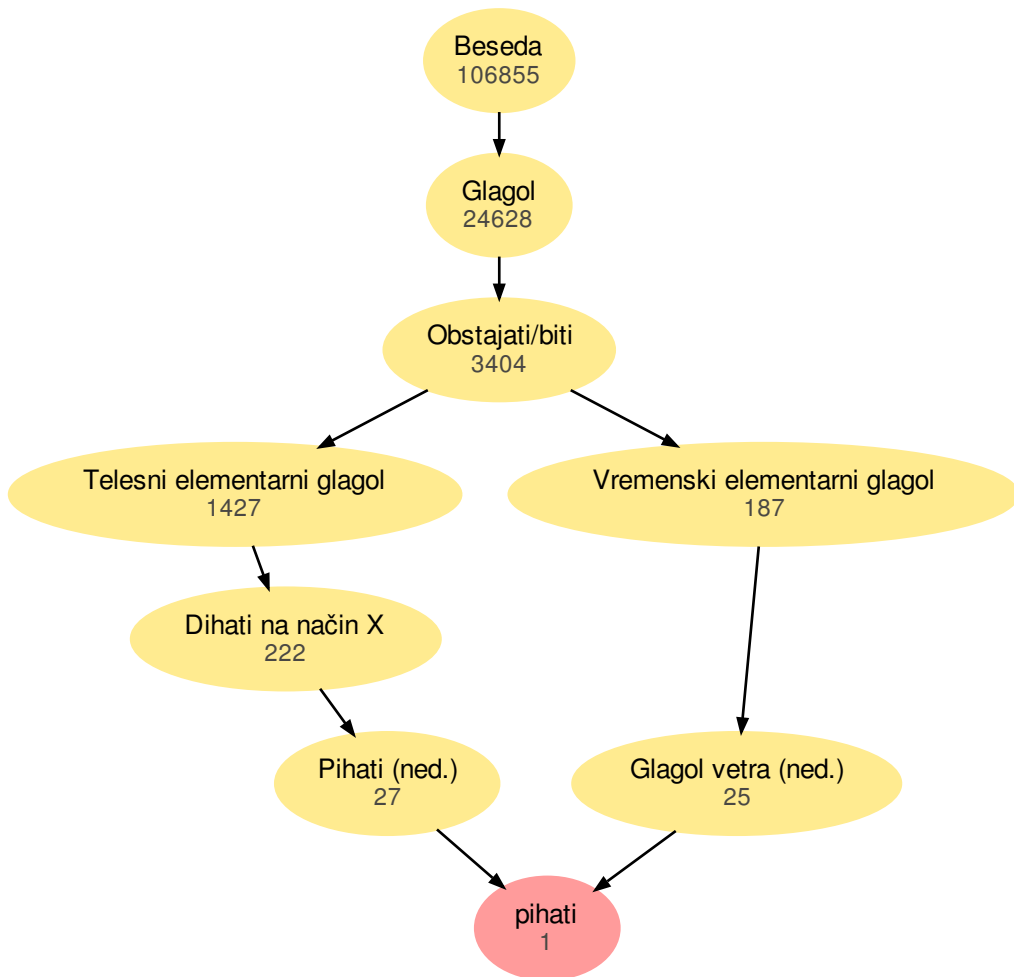 Beseda
106855
Glagol
24628
Obstajati/biti
3404
Telesni elementarni glagol
1427
Vremenski elementarni glagol
187
Dihati na način X
222
Pihati (ned.)
27
Glagol vetra (ned.)
25
pihati
1